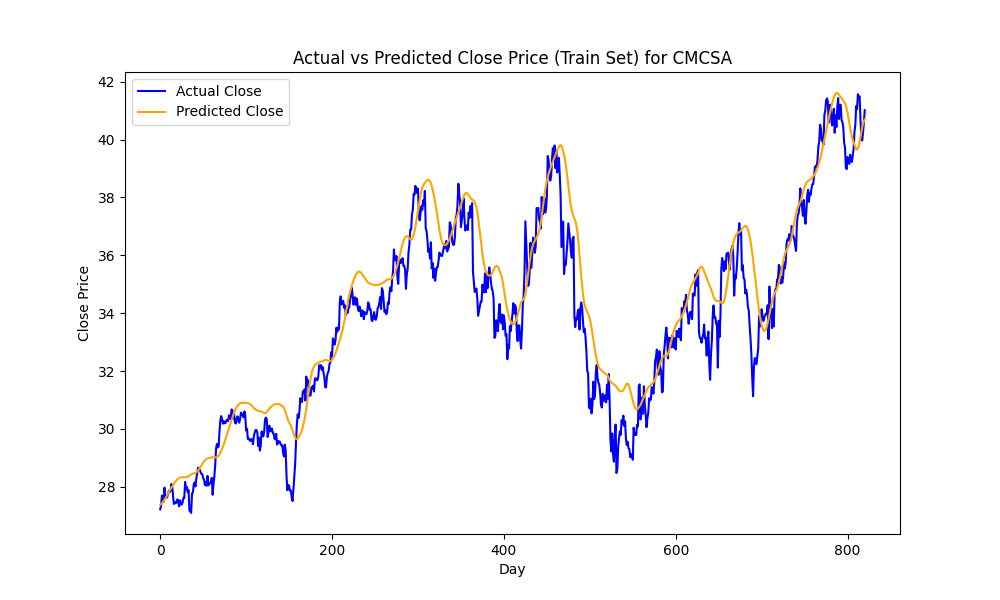 Actual vs Predicted Close Price (Train Set) for CMCSA
Actual Close
Predicted Close
42
40
38
36
34
32
30
28
Close Price
0 200 400 600 800
Day